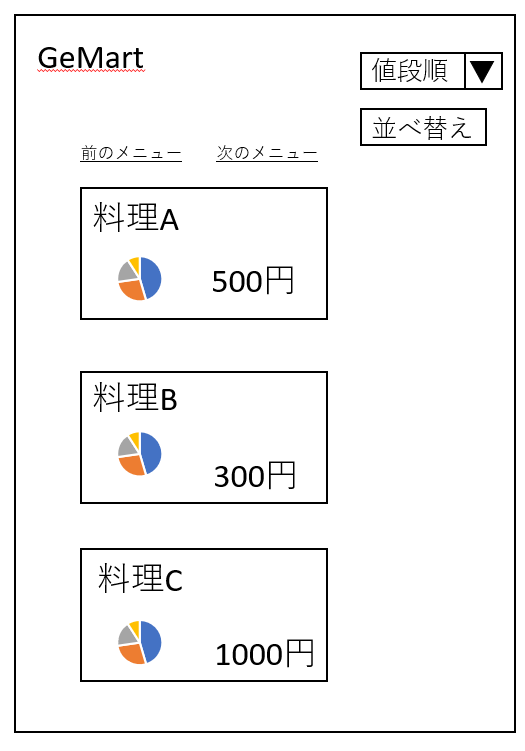 GeMart
値段順▼
並べ替え
前のメニュー 次のメニュー
料理A
500円
料理B
300円
料理C
1000円